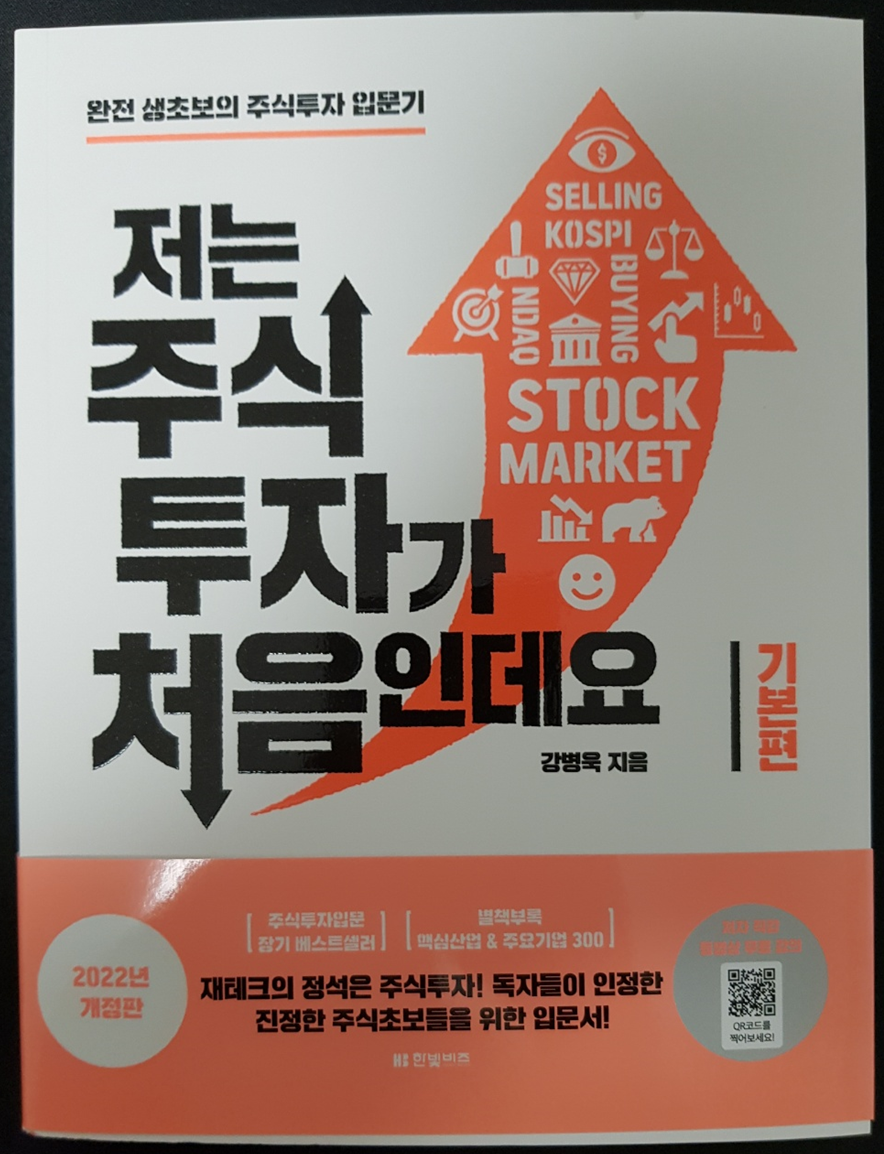 완전 생초보의 주식투자 입문기
저는
주식
투자가
처음인데요
강병욱 지음
기본편
SELLING
KOSPI
NDAQ
BUYING
STOCK
MARKET
2022년
개정판
주식투자입문
장기 베스트셀러
별책부록
핵심산업 & 주요기업 300
재테크의 정석은 주식투자! 독자들이 인정한
진정한 주식초보들을 위한 입문서!
HB 한빛비즈
QR코드를
찍어보세요!